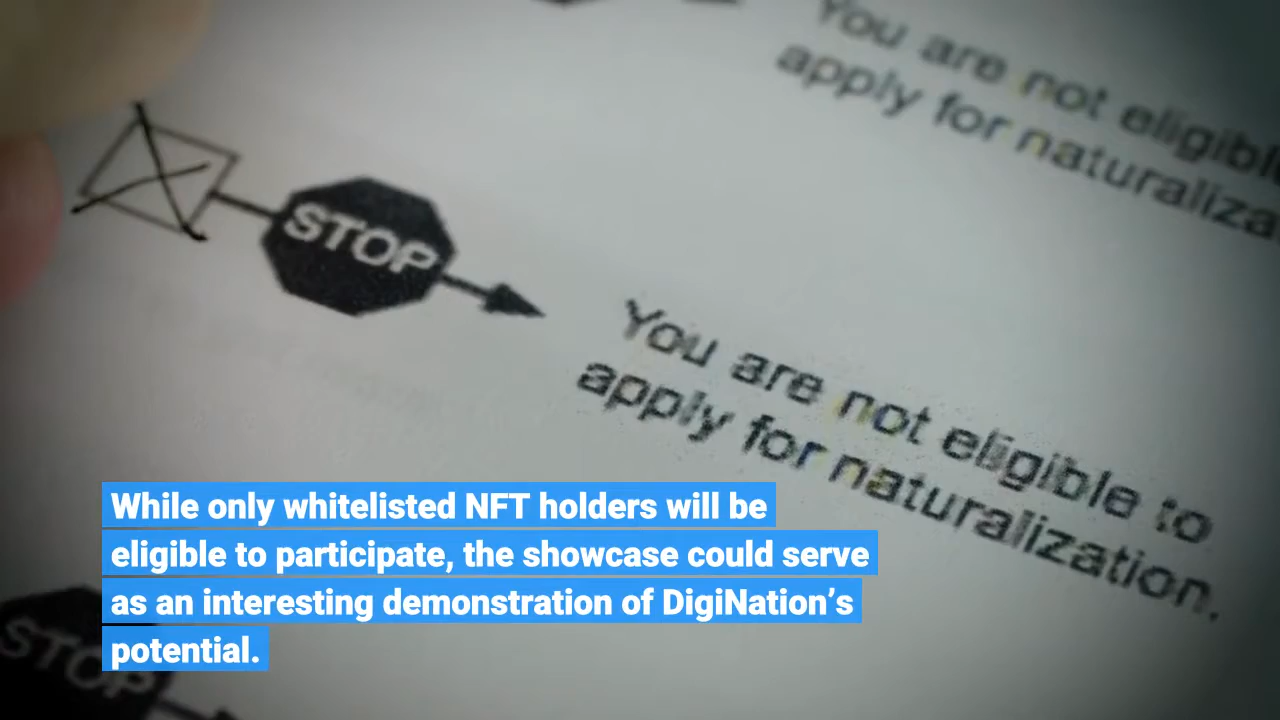 You are not eligible
apply for naturaliza
STOP
You are not eligible to
apply for naturalization.
While only whitelisted NFT holders will be
eligible to participate, the showcase could serve
as an interesting demonstration of DigiNation’s
potential.
STOP